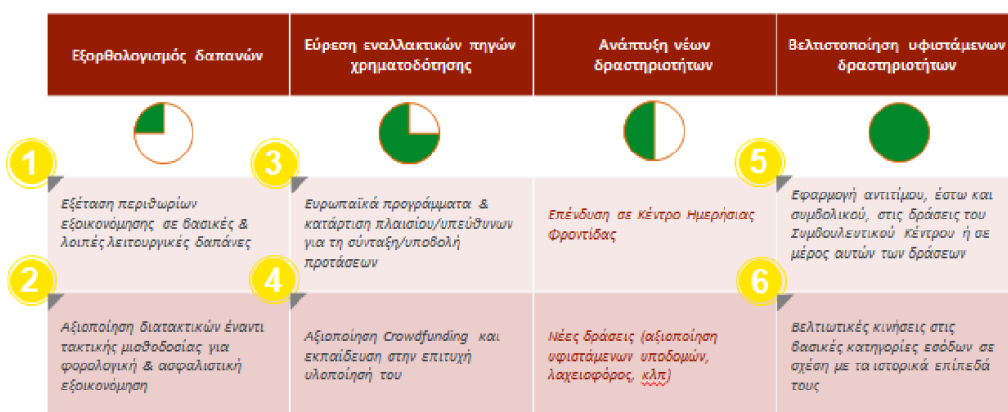 Εξορθολογισμός δαπανών
Εύρεση εναλλακτικών πηγών
χρηματοδότησης
Ανάπτυξη νέων
δραστηριοτήτων
Βελτιστοποίηση υφιστάμενων
δραστηριοτήτων
1
Εξέταση περιθωρίων
εξοικονόμησης σε βασικές &
λοιπές λειτουργικές δαπάνες
3
Ευρωπαϊκά προγράμματα &
κατάρτιση πλαισίου/υπεύθυνων
για τη σύνταξη/υποβολή
προτάσεων
Επένδυση σε Κέντρο Ημερήσιας
Φροντίδας
5
Εφαρμογή αντιτίμου, έστω και
συμβολικού, στις δράσεις του
Συμβουλευτικού Κέντρου ή σε
μέρος αυτών των δράσεων
2
Αξιοποίηση διατακτικών έναντι
τακτικής μισθοδοσίας για
φορολογική & ασφαλιστική
εξοικονόμηση
4
Αξιοποίηση Crowdfunding και
εκπαίδευση στην επιτυχή
υλοποίησή του
Νέες δράσεις (αξιοποίηση
υφιστάμενων υποδομών,
λαχειοφόρος, κλπ)
6
Βελτιωτικές κινήσεις στις
βασικές κατηγορίες εσόδων σε
σχέση με τα ιστορικά επίπεδά
τους